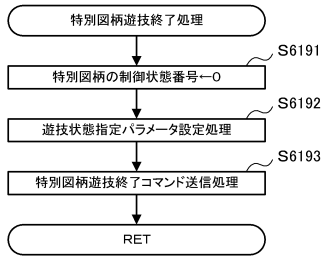 特別図柄遊技終了処理
S6191
特別図柄の制御状態番号←0
S6192
遊技状態指定パラメータ設定処理
S6193
特別図柄遊技終了コマンド送信処理
RET